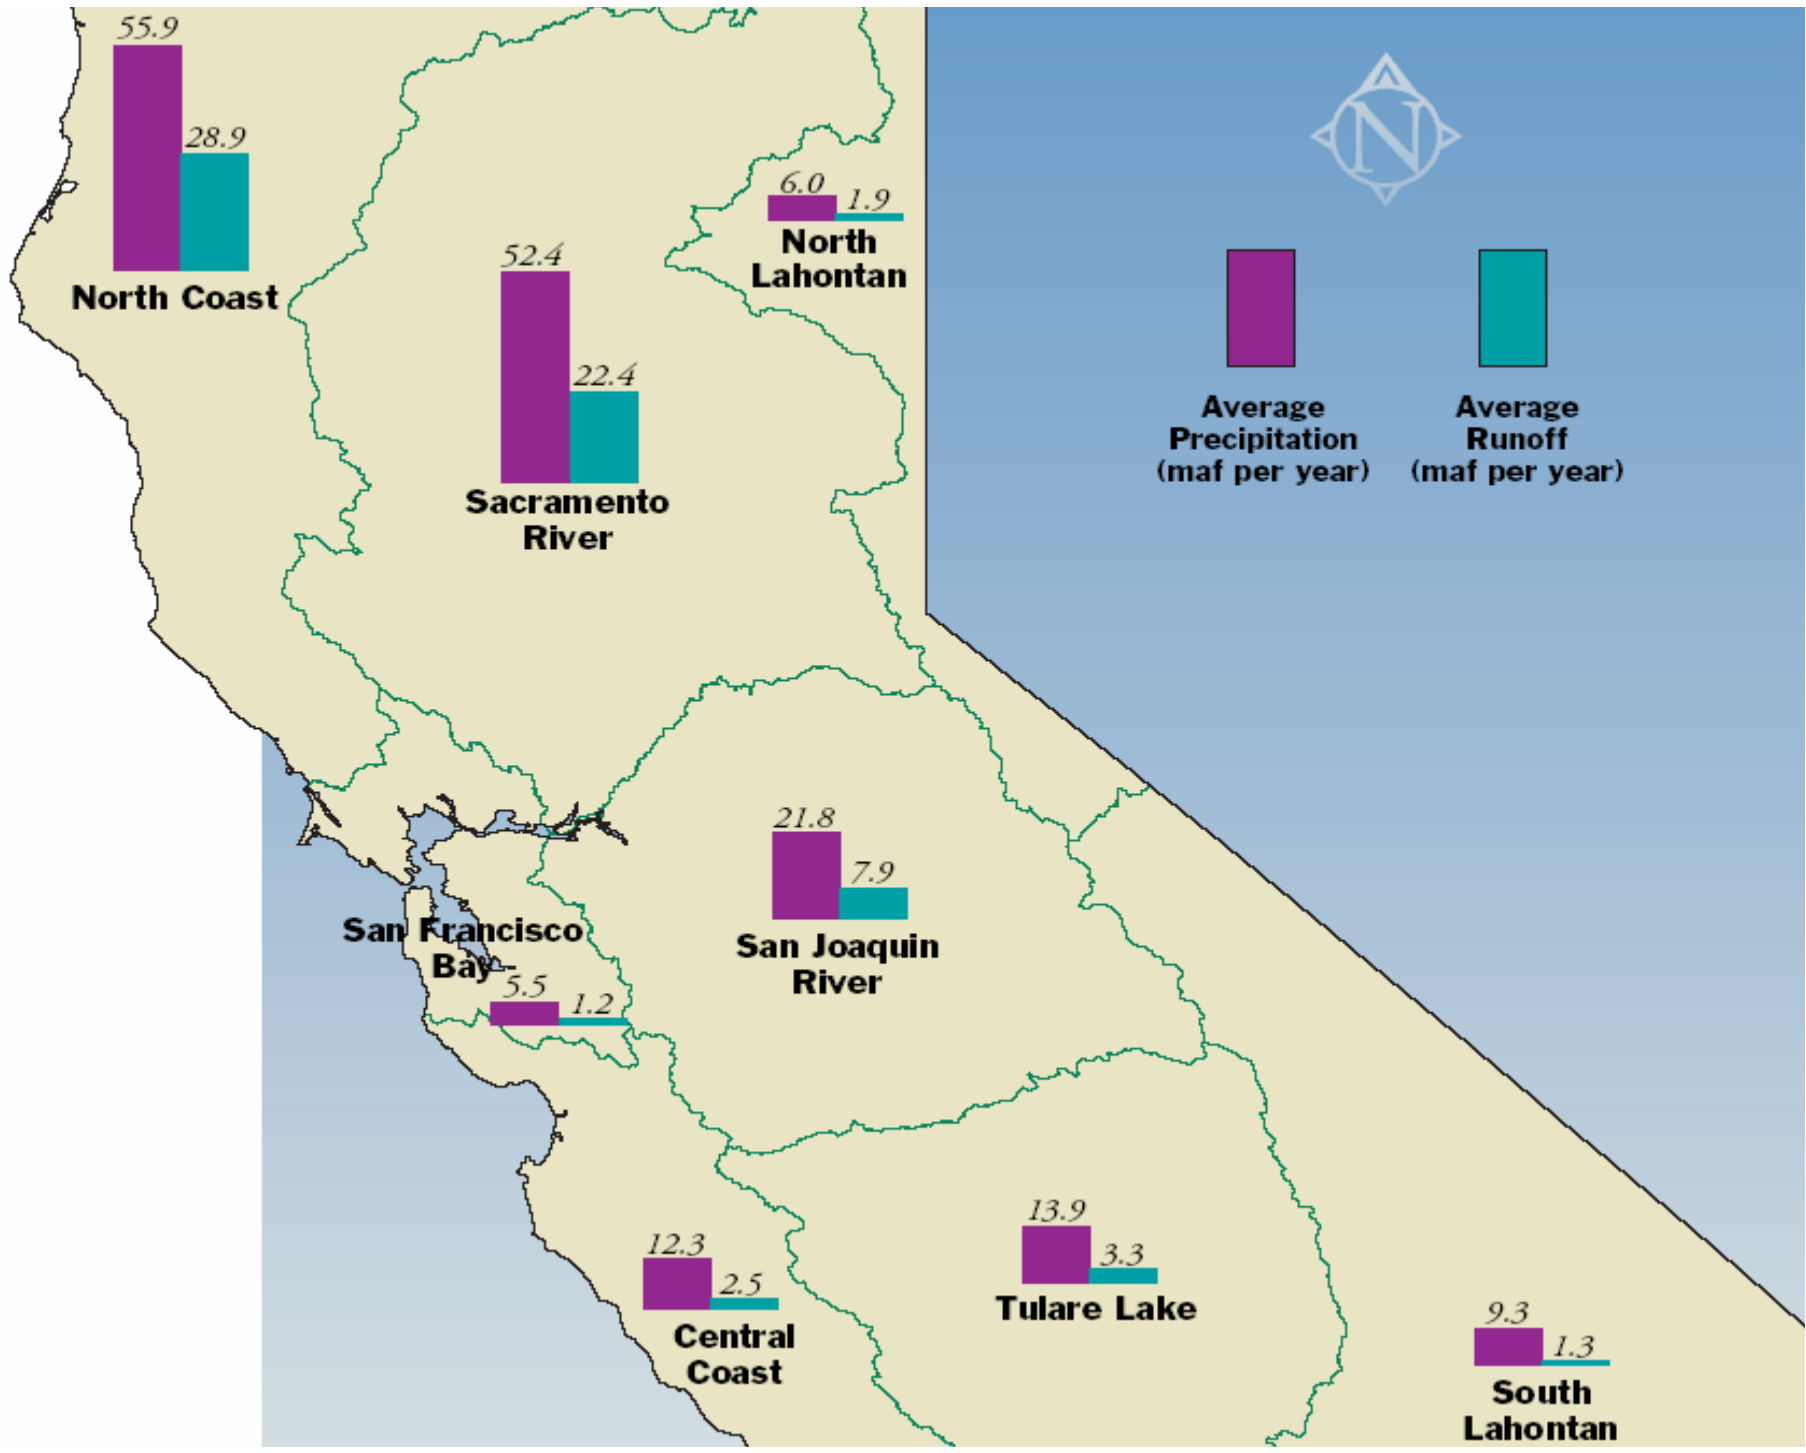 55.9
28.9
North Coast
N
6.0
1.9
North
Lahontan
52.4
22.4
Sacramento
River
Average
Precipitation
(maf per year)
Average
Runoff
(maf per year)
21.8
7.9
San Joaquin
River
San Francisco
Bay
5.5
1.2
13.9
3.3
Tulare Lake
12.3
2.5
Central
Coast
9.3
1.3
South
Lahontan